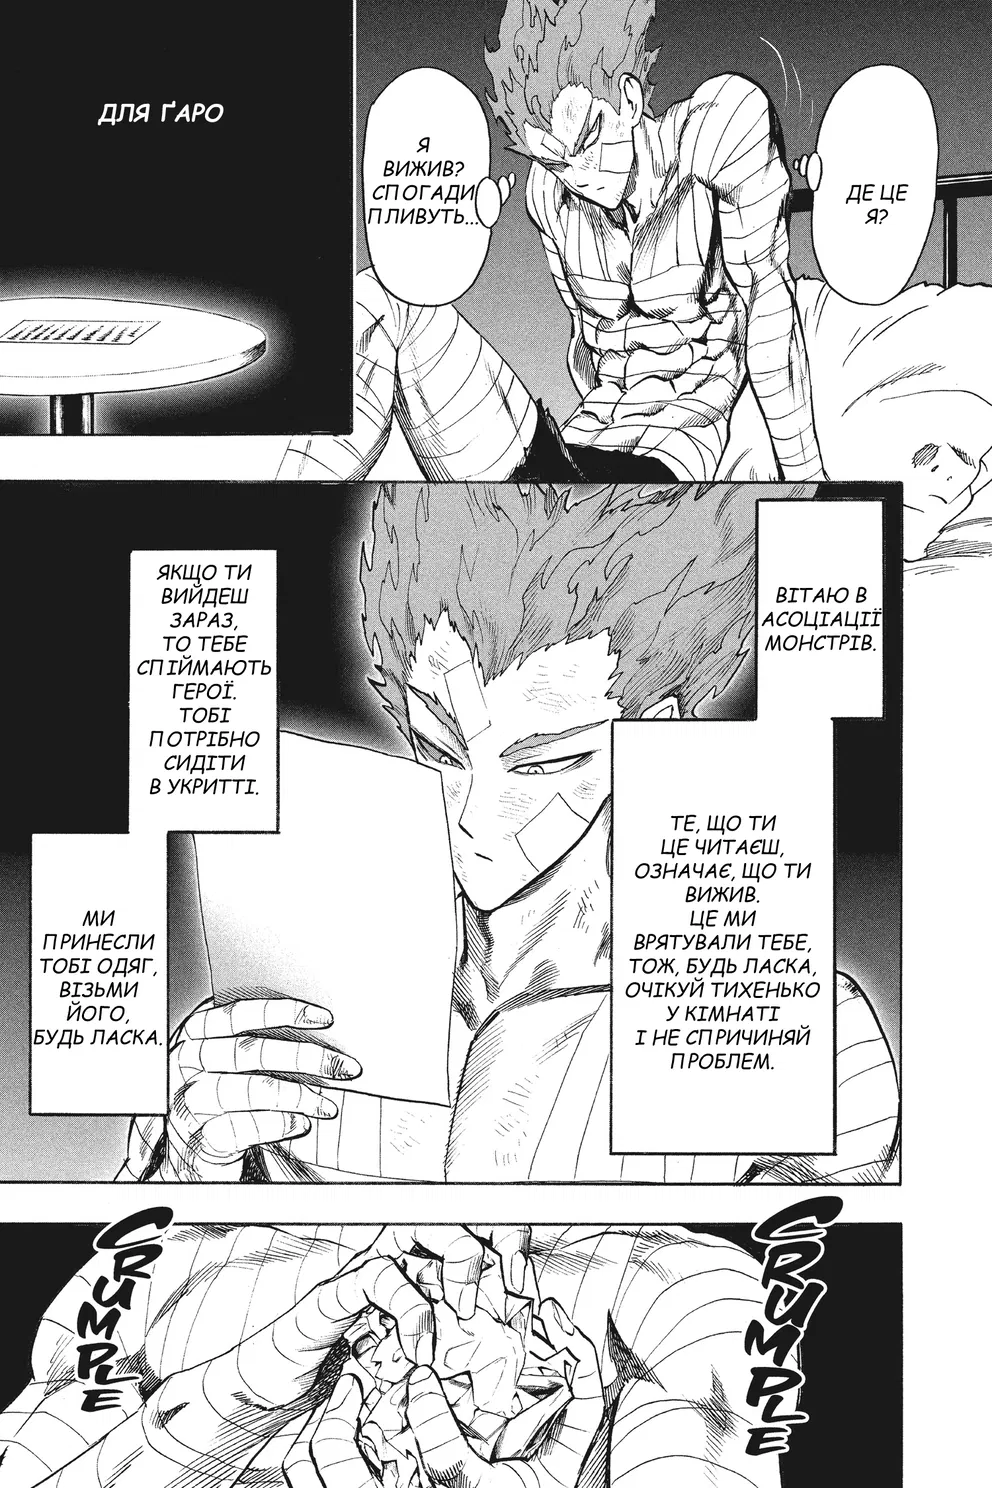 ДЕ ЦЕ
Я?
Я
ВИЖИВ?
СПОГАДИ
ПЛИВУТЬ...
ДЛЯ ҐАРО
ВІТАЮ В
АСОЦІАЦІЇ
МОНСТРІВ.
ТЕ, ЩО ТИ
ЦЕ ЧИТАЄШ,
ОЗНАЧАЄ, ЩО ТИ
ВИЖИВ.
ЦЕ МИ
ВРЯТУВАЛИ ТЕБЕ,
ТОЖ, БУДЬ ЛАСКА,
ОЧІКУЙ ТИХЕНЬКО
У КІМНАТІ
І НЕ СПРИЧИНЯЙ
ПРОБЛЕМ.
ЯКЩО ТИ
ВИЙДЕШ
ЗАРАЗ,
ТО ТЕБЕ
СПІЙМАЮТЬ
ГЕРОЇ.
ТОБІ
ПОТРІБНО
СИДІТИ
В УКРИТТІ.
МИ
ПРИНЕСЛИ
ТОБІ ОДЯГ,
ВІЗЬМИ
ЙОГО,
БУДЬ ЛАСКА.
CRUMPLE
CRUMPLE